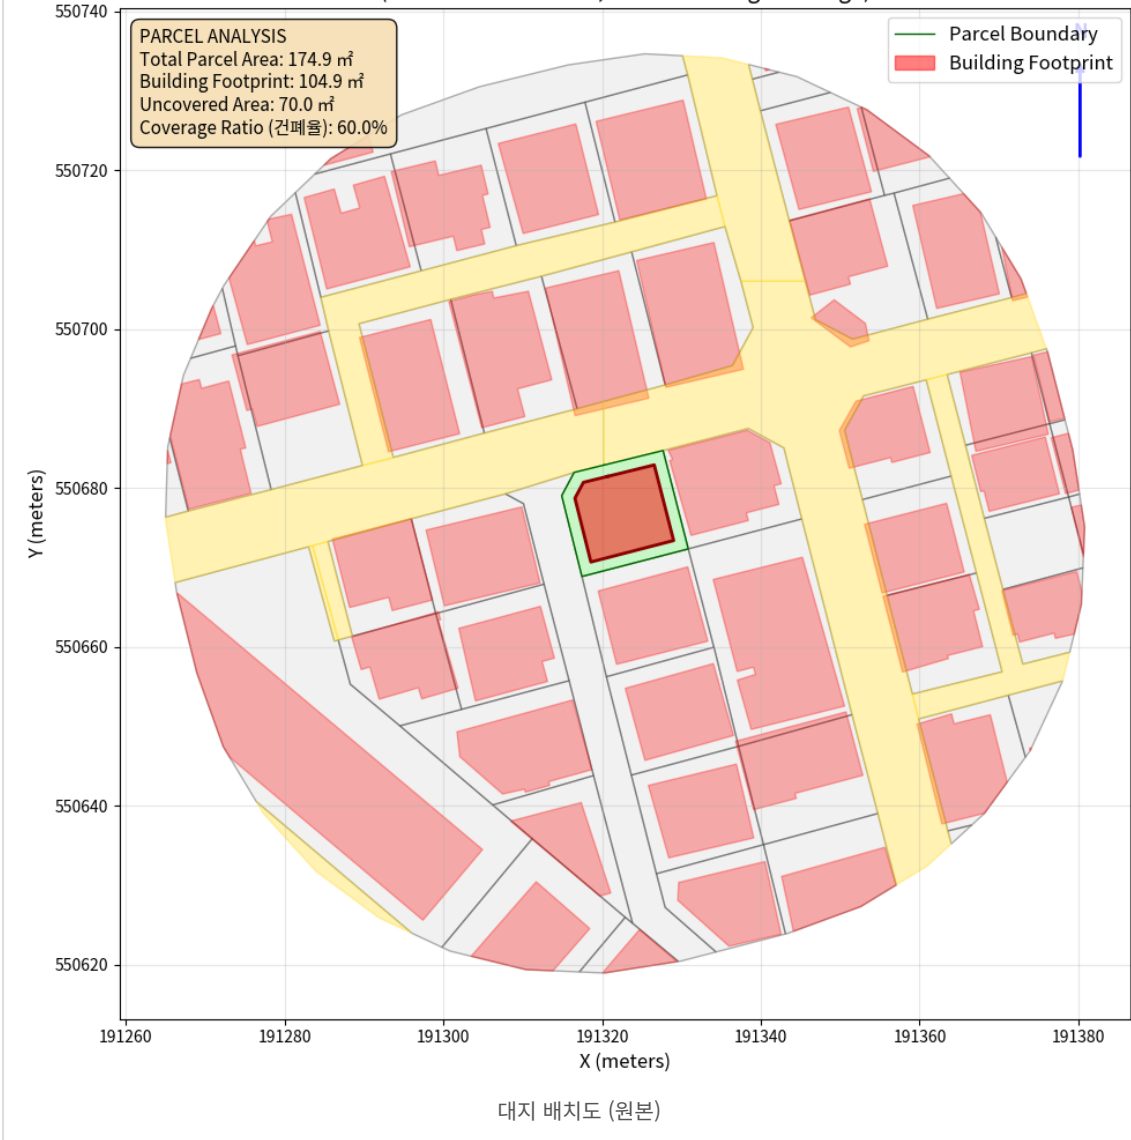 PARCEL ANALYSIS
Total Parcel Area: 174.9 ㎡
Building Footprint: 104.9 ㎡
Uncovered Area: 70.0 ㎡
Coverage Ratio (건폐율): 60.0%
N
Parcel Boundary
Building Footprint
550740
550720
550700
550680
550660
550640
550620
Y (meters)
191260
191280
191300
191320
191340
191360
191380
X (meters)
대지 배치도 (원본)